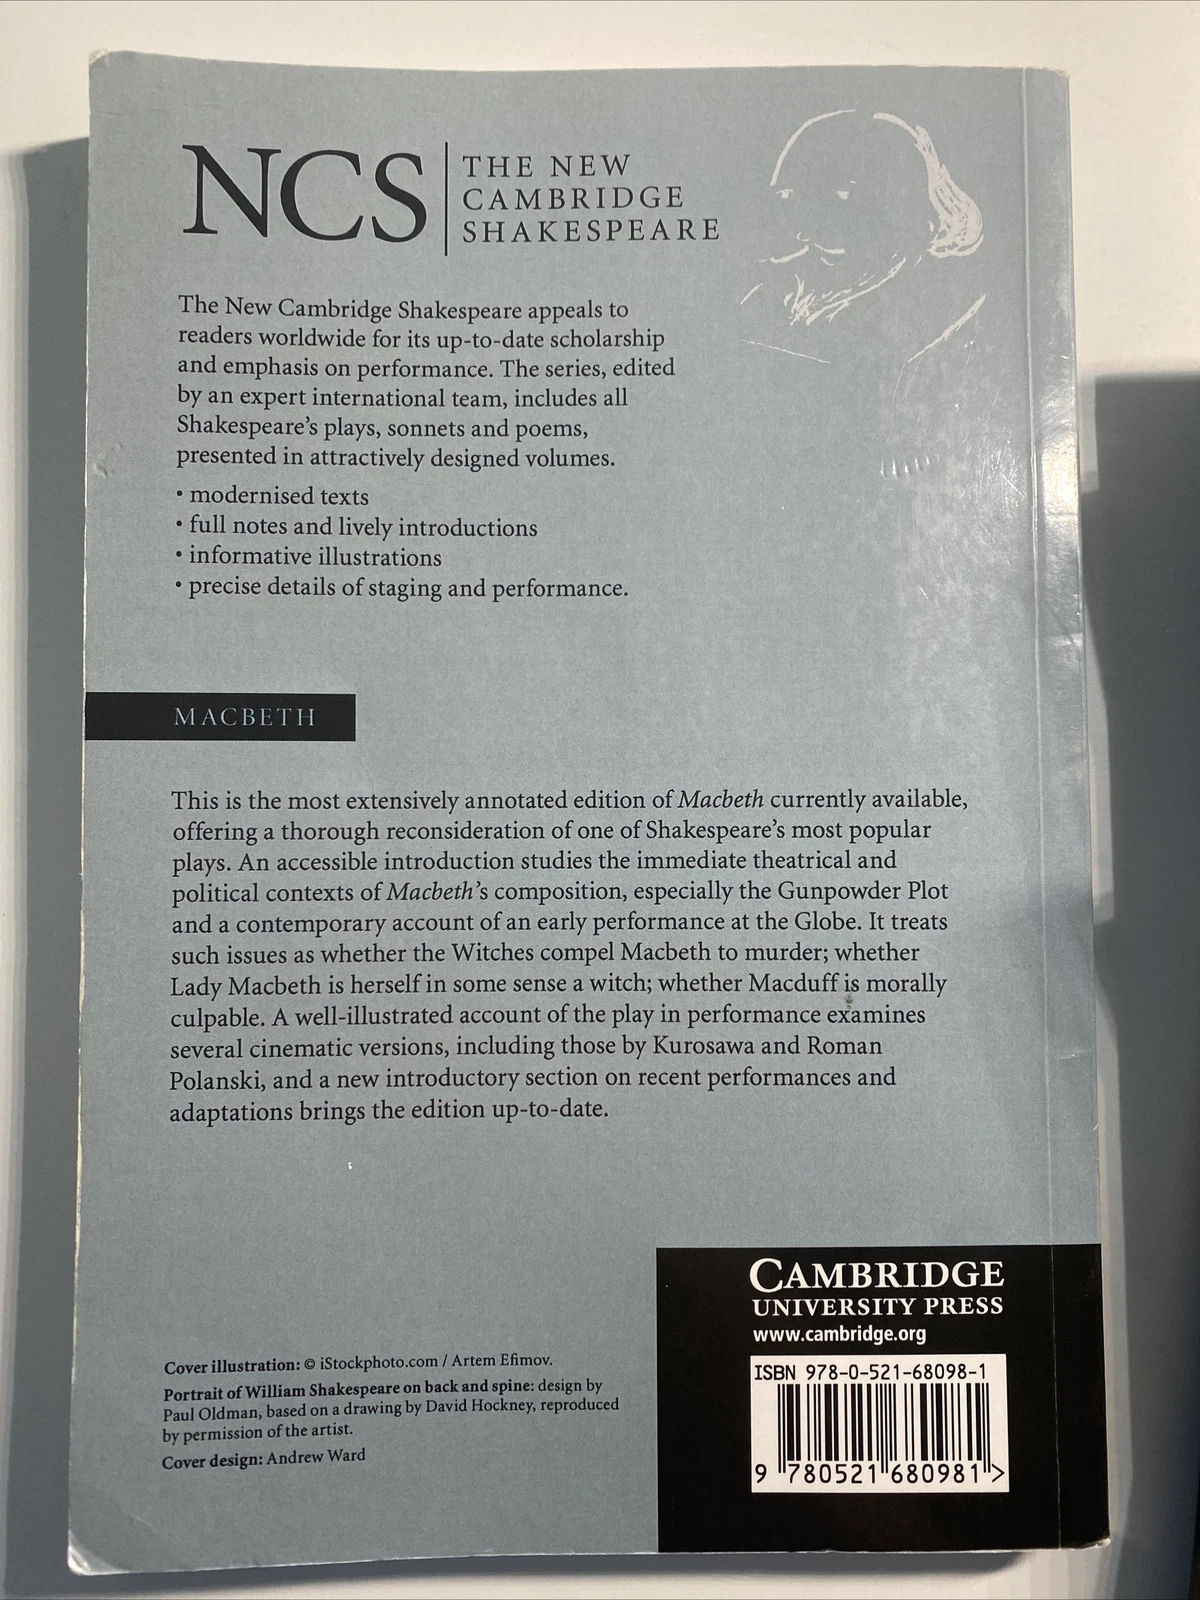 NCS
THE NEW
CAMBRIDGE
SHAKESPEARE
The New Cambridge Shakespeare appeals to
readers worldwide for its up-to-date scholarship
and emphasis on performance. The series, edited
by an expert international team, includes all
Shakespeare's plays, sonnets and poems,
presented in attractively designed volumes.
• modernised texts
• full notes and lively introductions
• informative illustrations
• precise details of staging and performance.
MACBETH
This is the most extensively annotated edition of Macbeth currently available,
offering a thorough reconsideration of one of Shakespeare's most popular
plays. An accessible introduction studies the immediate theatrical and
political contexts of Macbeth's composition, especially the Gunpowder Plot
and a contemporary account of an early performance at the Globe. It treats
such issues as whether the Witches compel Macbeth to murder; whether
Lady Macbeth is herself in some sense a witch; whether Macduff is morally
culpable. A well-illustrated account of the play in performance examines
several cinematic versions, including those by Kurosawa and Roman
Polanski, and a new introductory section on recent performances and
adaptations brings the edition up-to-date.
Cover illustration: © iStockphoto.com / Artem Efimov.
Portrait of William Shakespeare on back and spine: design by
Paul Oldman, based on a drawing by David Hockney, reproduced
by permission of the artist.
Cover design: Andrew Ward
CAMBRIDGE
UNIVERSITY PRESS
www.cambridge.org
ISBN 978-0-521-68098-1
9 780521 680981 >